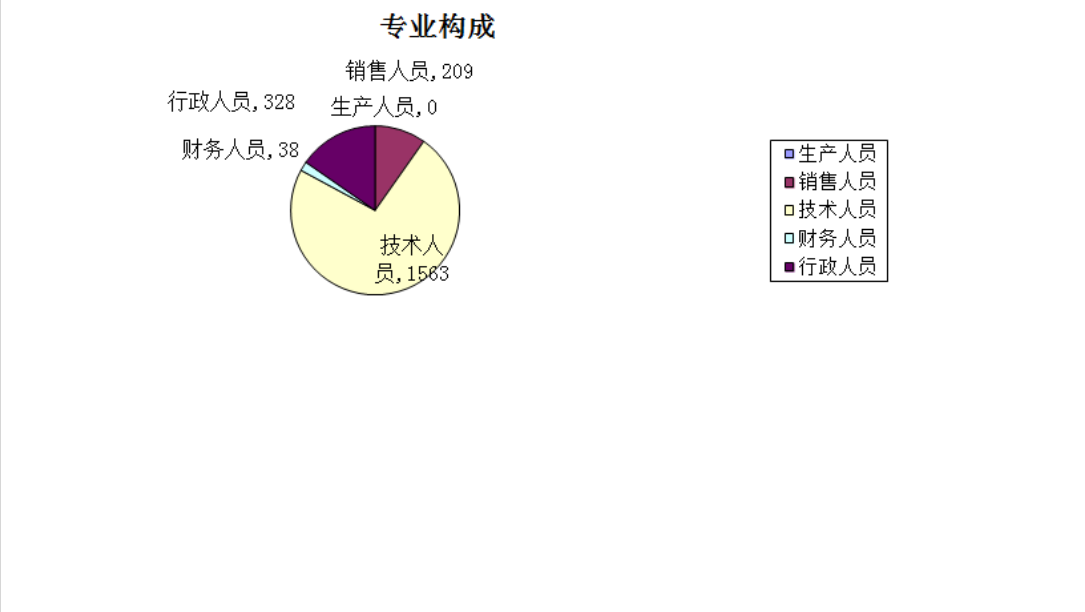 专业构成
销售人员,209
行政人员,328
生产人员,0
财务人员,38
技术人
员,1563
生产人员
销售人员
技术人员
财务人员
行政人员